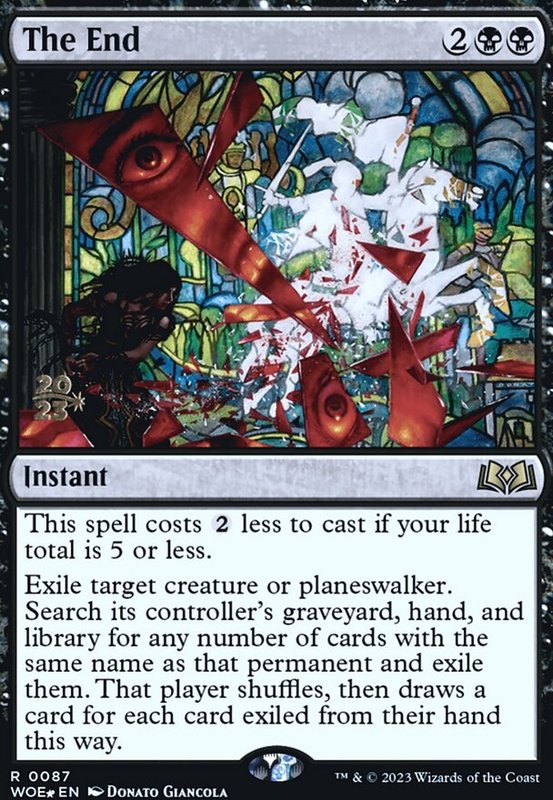 The End 2
20
23
Instant
This spell costs 2 less to cast if your life
total is 5 or less.
Exile target creature or planeswalker.
Search its controller's graveyard, hand, and
library for any number of cards with the
same name as that permanent and exile
them. That player shuffles, then draws a
card for each card exiled from their hand
this way.
R 0087
WOE★EN Donato Giancola
™ & © 2023 Wizards of the Coast